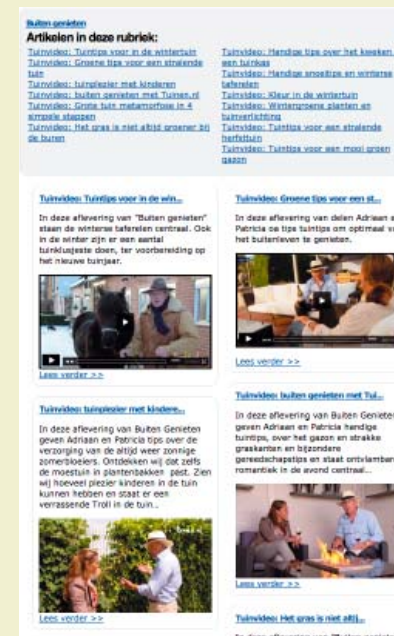 Buiten genieten
Artikelen in deze rubriek:
Tuinvideo: Tuintips voor in de wintertuin
Tuinvideo: Groene tips voor een stralende
tuin
Tuinvideo: tuinplezier met kinderen
Tuinvideo: buiten genieten met Tuinen.nl
Tuinvideo: Grote tuin metamorfose in 4
simpele stappen
Tuinvideo: Het gras is niet altijd groener bij
de buren
Tuinvideo: Handige tips over het kweken
een tuinkas
Tuinvideo: Handige snoeitips en winterse
taferelen
Tuinvideo: Kleur in de wintertuin
Tuinvideo: Wintergroene planten en
tuinverlichting
Tuinvideo: Tuintips voor een stralende
herfsttuin
Tuinvideo: Tuintips voor een mooi groen
gazon
Tuinvideo: Tuintips voor in de win...
In deze aflevering van "Buiten genieten"
staan de winterse taferelen centraal. Ook
in de winter zijn er een aantal
tuinklusjeste doen, ter voorbereiding op
het nieuwe tuinjaar.
Lees verder >>
Tuinvideo: Groene tips voor een st...
In deze aflevering van delen Adriaan e
Patricia oa tips tuintips om optimaal v
het buitenleven te genieten.
Lees verder >>
Tuinvideo: tuinplezier met kindere...
In deze aflevering van Buiten Genieten
geven Adriaan en Patricia tips over de
verzorging van de altijd weer zonnige
zomerbloeiers. Ontdekken wij dat zelfs
de moestuin in plantenbakken past. Zien
wij hoeveel plezier kinderen in de tuin
kunnen hebben en staat er een
verrassende Troll in de tuin...
Lees verder >>
Tuinvideo: buiten genieten met Tui...
In deze aflevering van Buiten Geniete
geven Adriaan en Patricia handige
tuintips, over het gazon en strakke
graskanten en bijzondere
gereedschapstips en staat ontvlamban
romantiek in de avond centraal...
Lees verder >>
Tuinvideo: Het gras is niet altij...